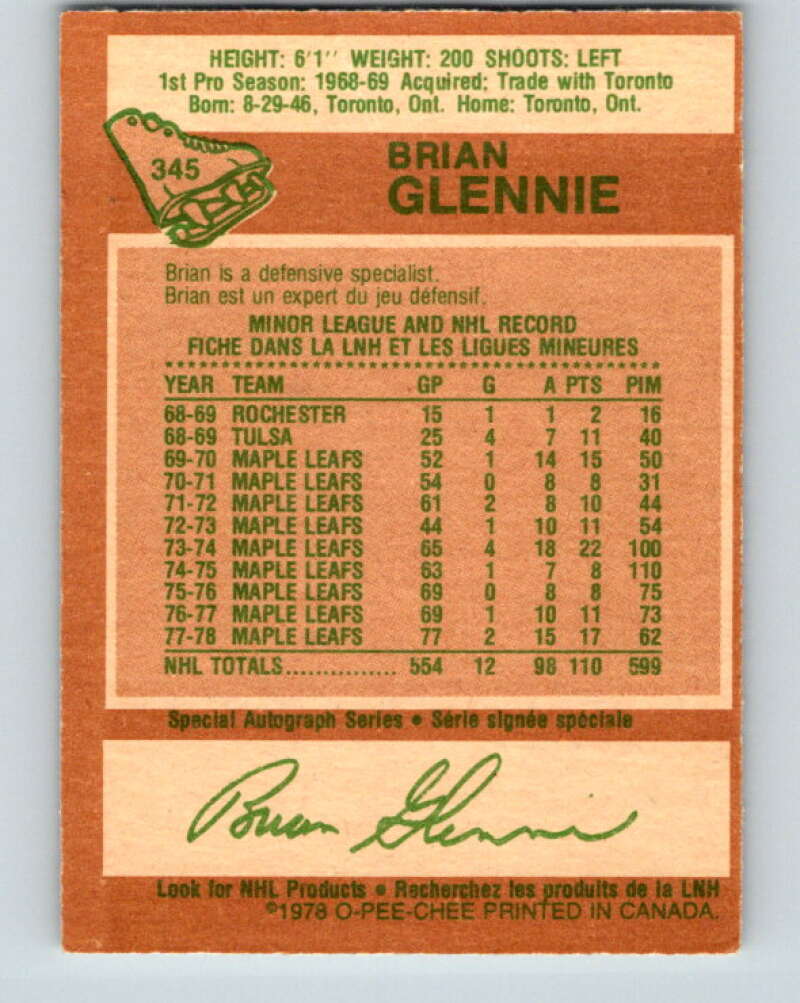 HEIGHT: 6'1'' WEIGHT: 200 SHOOTS: LEFT
1st Pro Season: 1968-69 Acquired: Trade with Toronto
Born: 8-29-46, Toronto, Ont. Home: Toronto, Ont.
345
BRIAN
GLENNIE
Brian is a defensive specialist.
Brian est un expert du jeu défensif.
MINOR LEAGUE AND NHL RECORD
FICHE DANS LA LNH ET LES LIGUES MINEURES
YEAR TEAM GP G A PTS PIM
68-69 ROCHESTER 15 1 1 2 16
68-69 TULSA 25 4 7 11 40
69-70 MAPLE LEAFS 52 1 14 15 50
70-71 MAPLE LEAFS 54 0 8 8 31
71-72 MAPLE LEAFS 61 2 8 10 44
72-73 MAPLE LEAFS 44 1 10 11 54
73-74 MAPLE LEAFS 65 4 18 22 100
74-75 MAPLE LEAFS 63 1 7 8 110
75-76 MAPLE LEAFS 69 0 8 8 75
76-77 MAPLE LEAFS 69 1 10 11 73
77-78 MAPLE LEAFS 77 2 15 17 62
NHL TOTALS............... 554 12 98 110 599
Special Autograph Series • Série signée spéciale
Brian Glennie
Look for NHL Products • Recherchez les produits de la LNH
©1978 O-PEE-CHEE PRINTED IN CANADA.